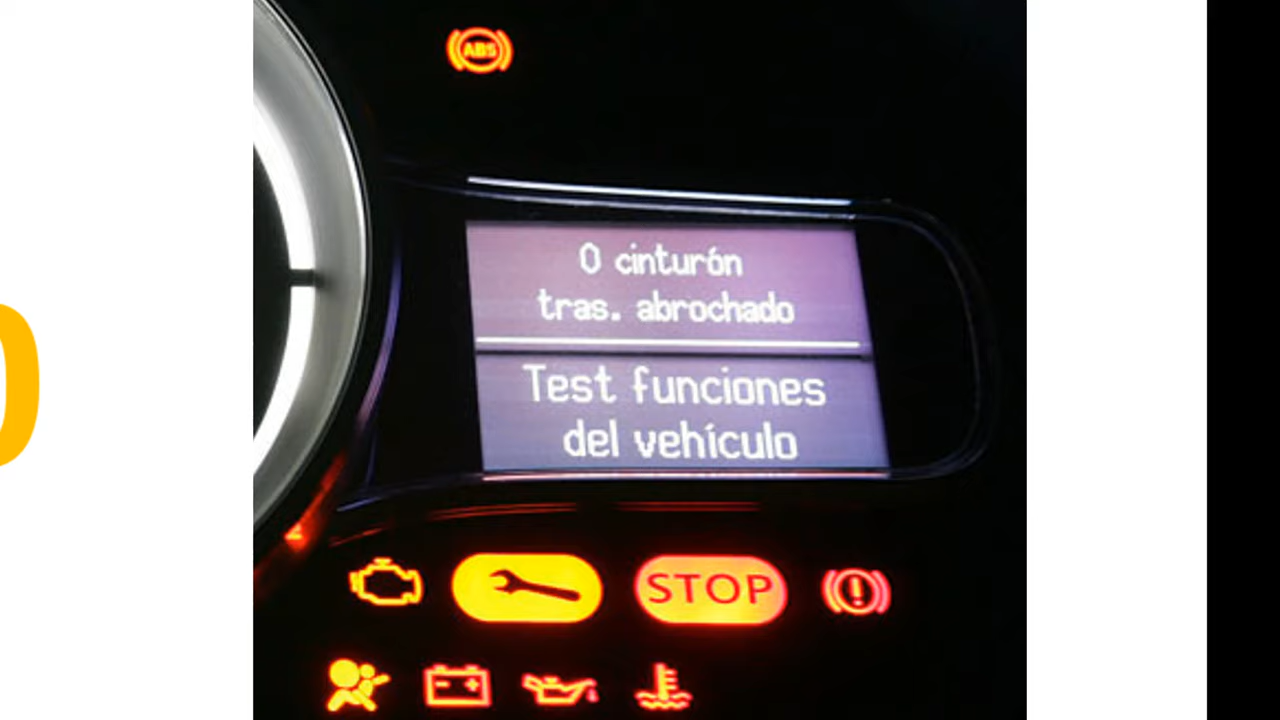 ABS
0 cinturón
tras. abrochado
Test funciones
del vehículo
STOP